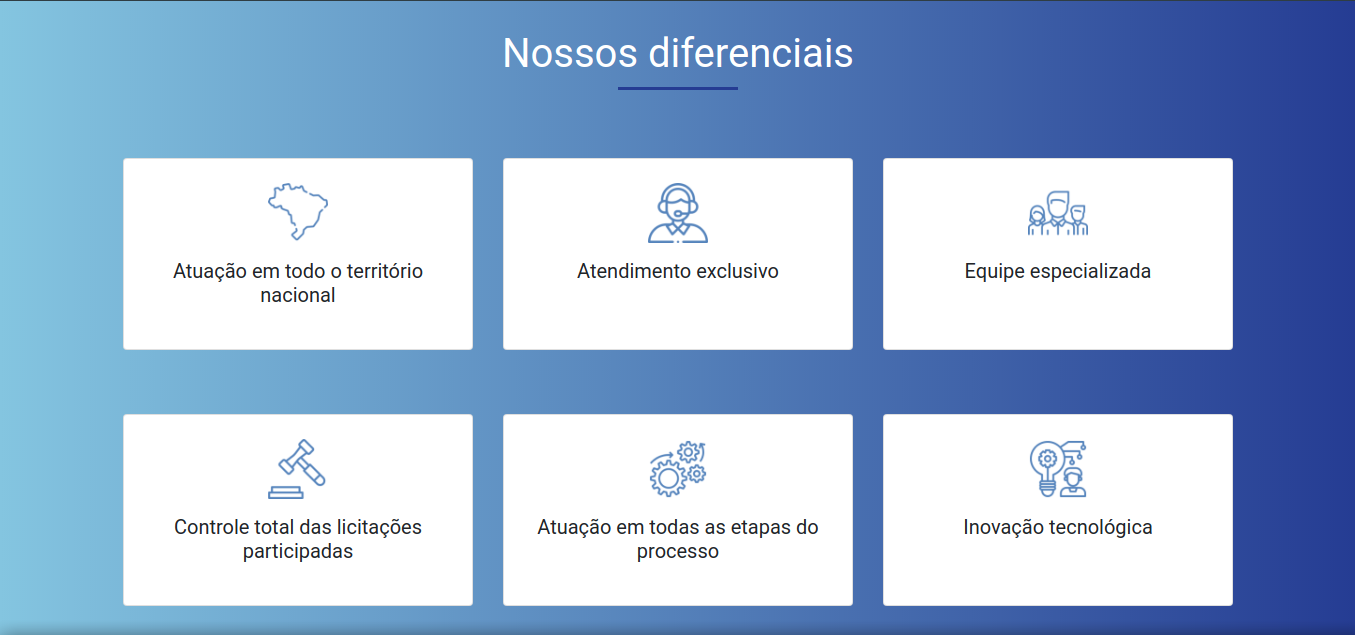 Nossos diferenciais
Atuação em todo o território
nacional
Atendimento exclusivo
Equipe especializada
Controle total das licitações
participadas
Atuação em todas as etapas do
processo
Inovação tecnológica